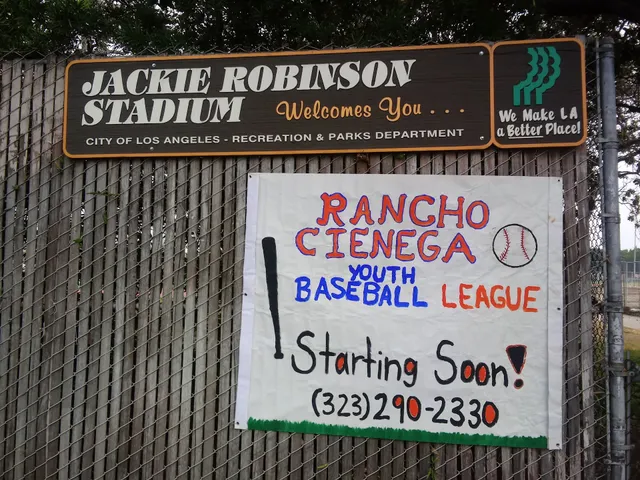 JACKIE ROBINSON
STADIUM
Welcomes You . . .
CITY OF LOS ANGELES - RECREATION & PARKS DEPARTMENT
We Make LA
a Better Place!
RANCHO
CIENEGA
YOUTH
BASEBALL LEAGUE
Starting Soon!
(323)290-2330